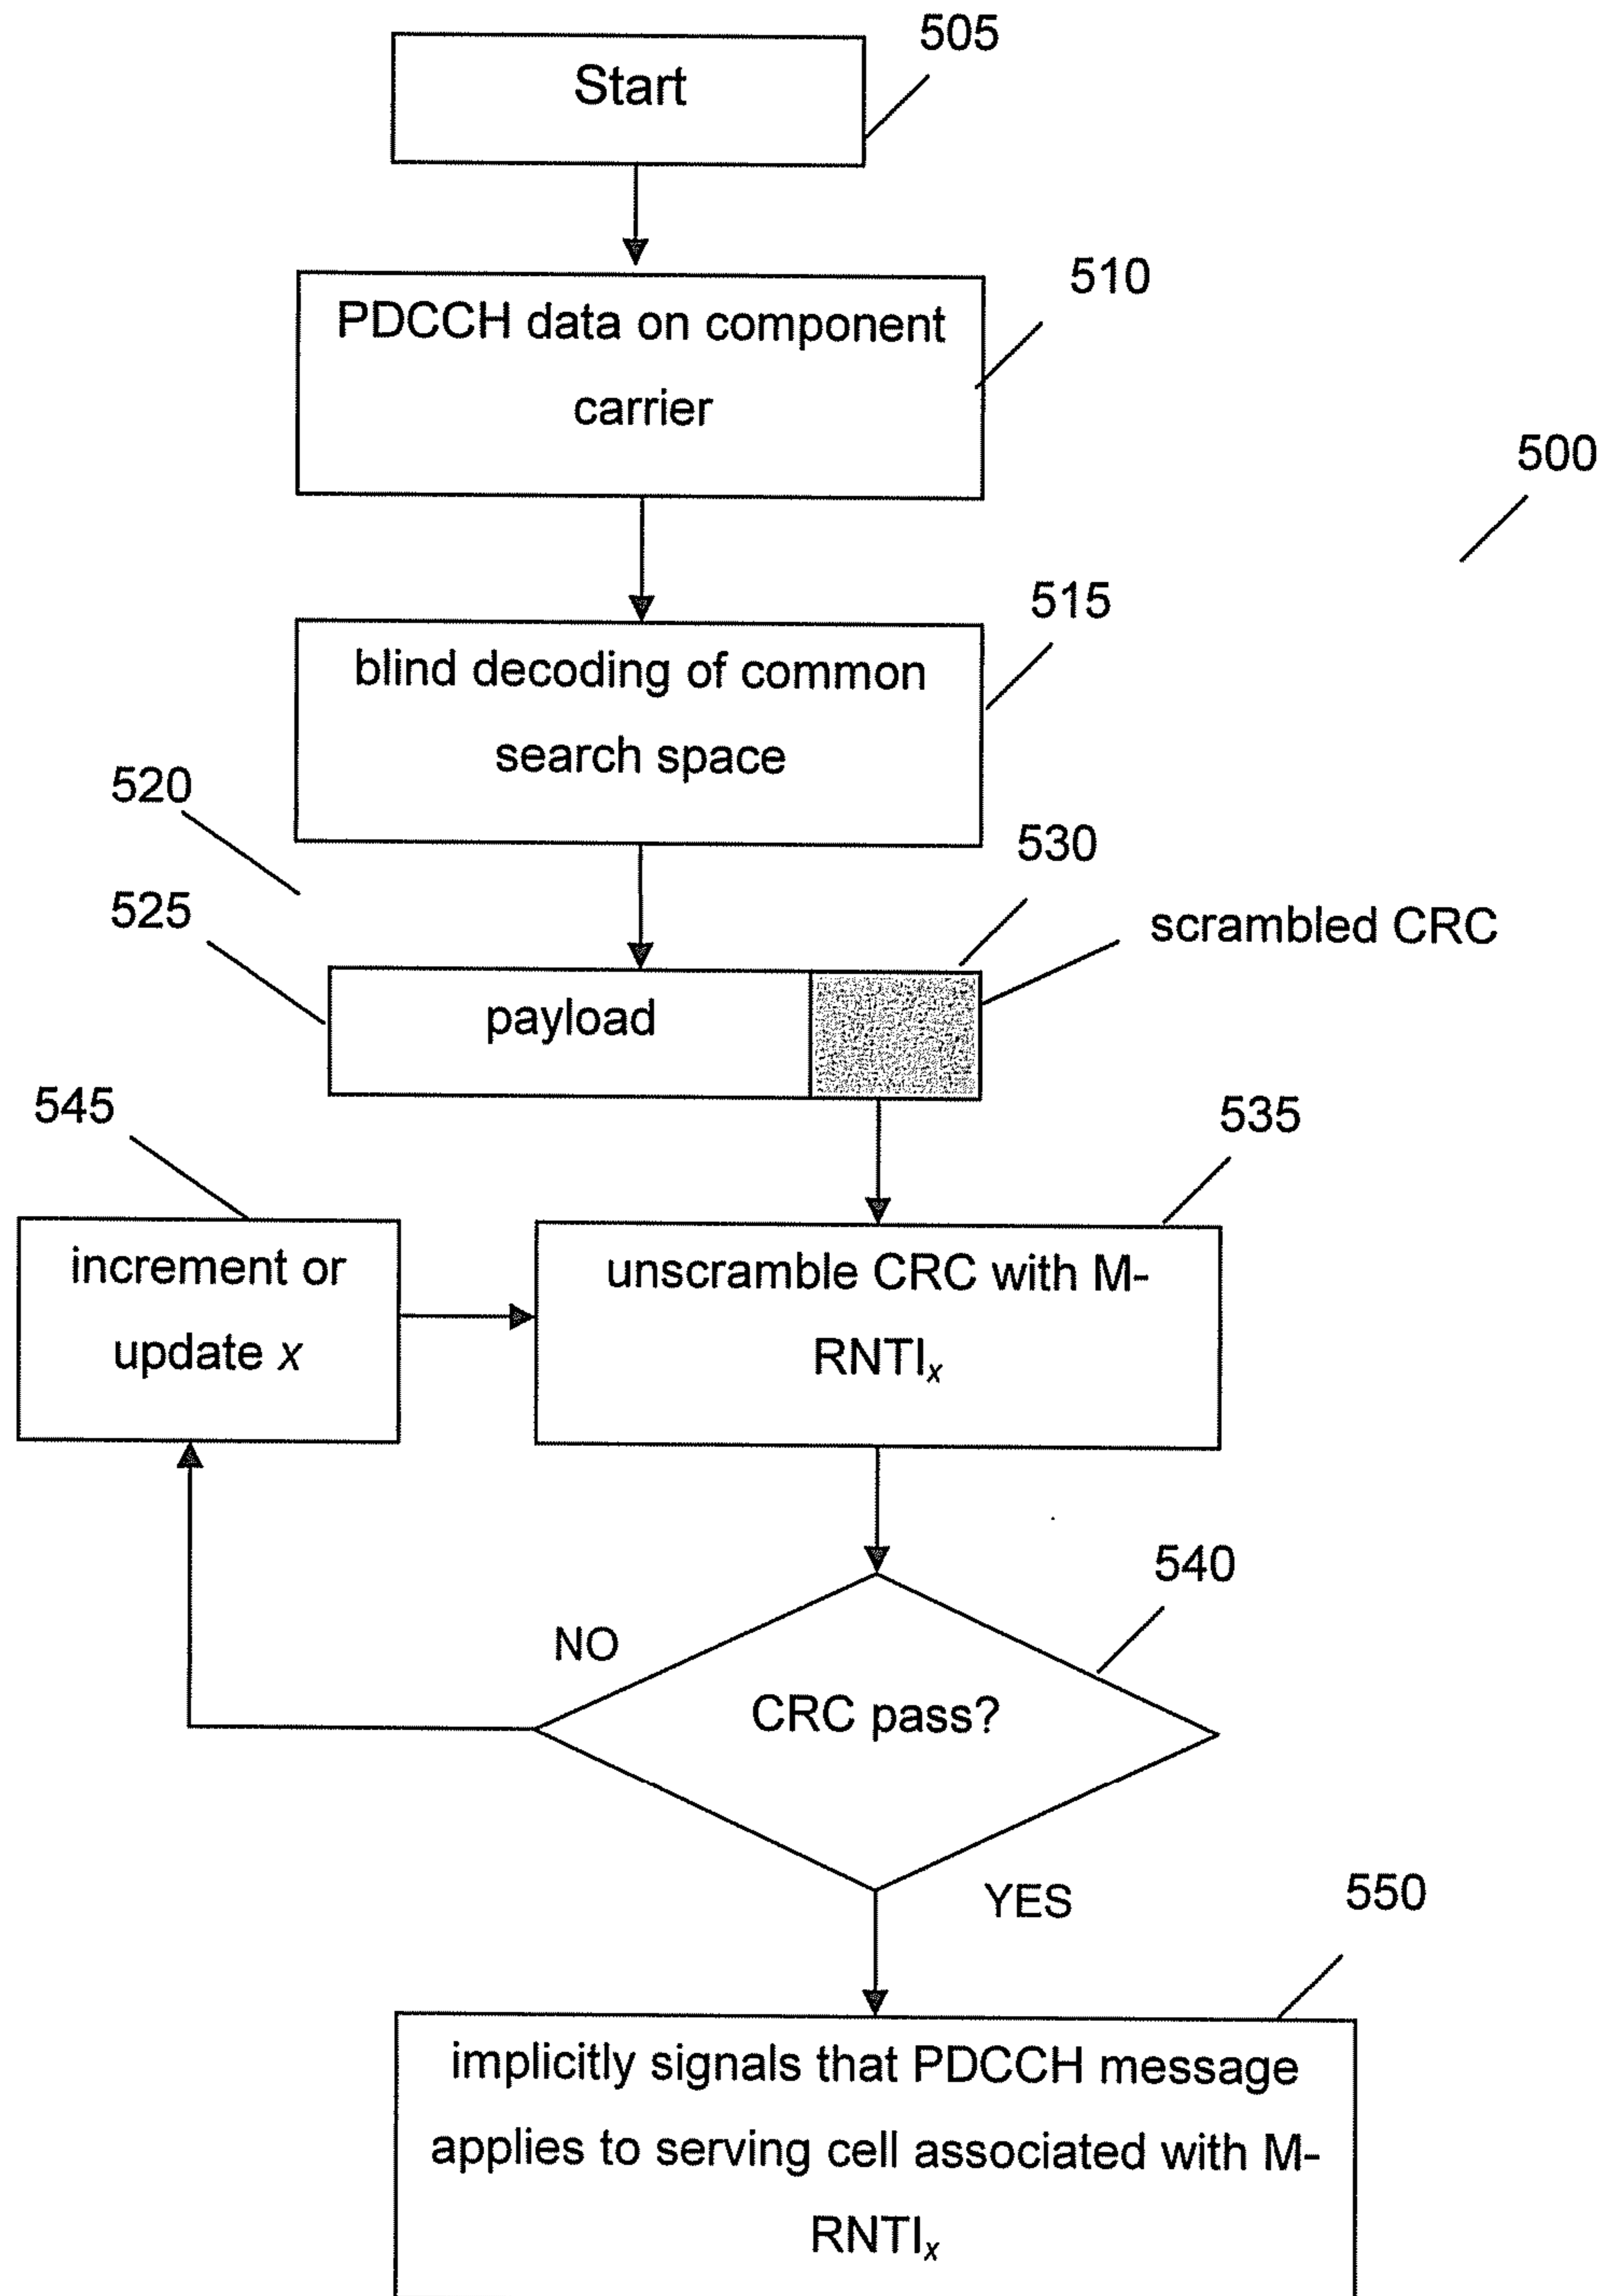 505
Start
510
PDCCH data on component
carrier
500
515
blind decoding of common
search space
520
530
525
scrambled CRC
payload
545
535
increment or
update x
unscramble CRC with M-
RNTIx
540
NO
CRC pass?
YES
550
implicitly signals that PDCCH message
applies to serving cell associated with M-
RNTIx